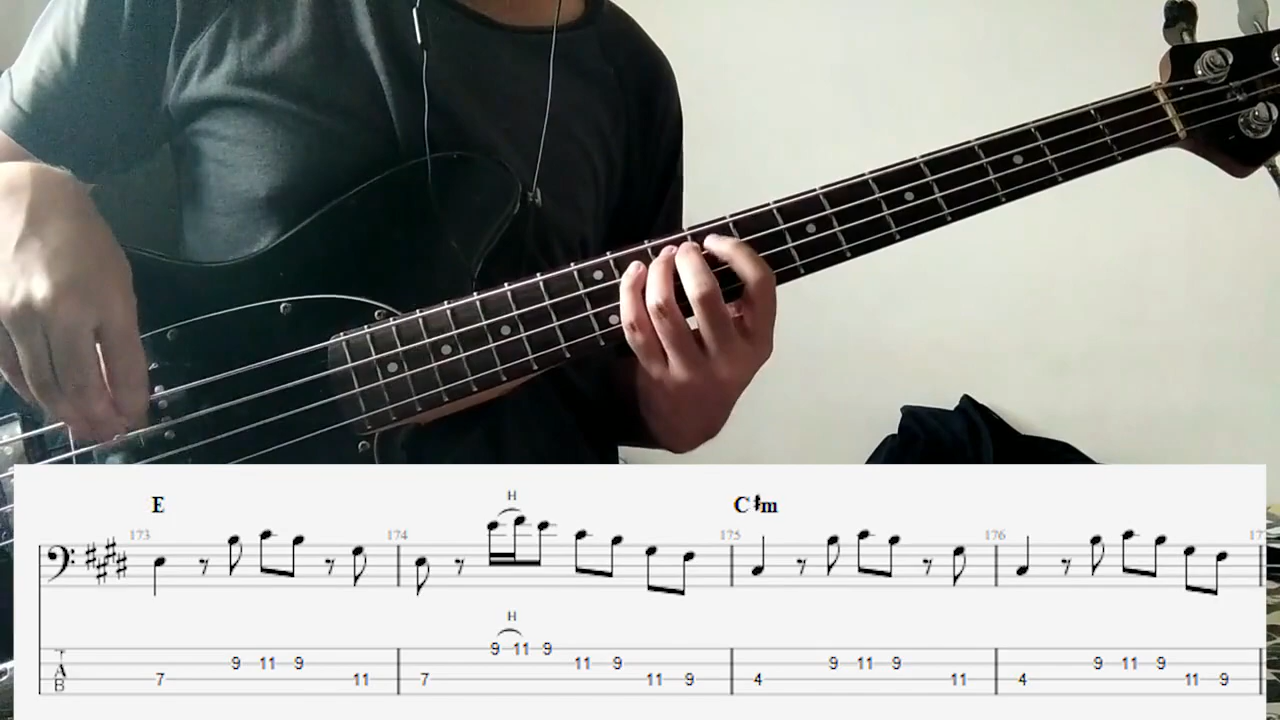 E C#m
H
173 174 175 176 17
H
9 11 9
9 11 9 11 9 9 11 9 9 11 9
T A B 7 11 7 11 9 4 11 4 11 9